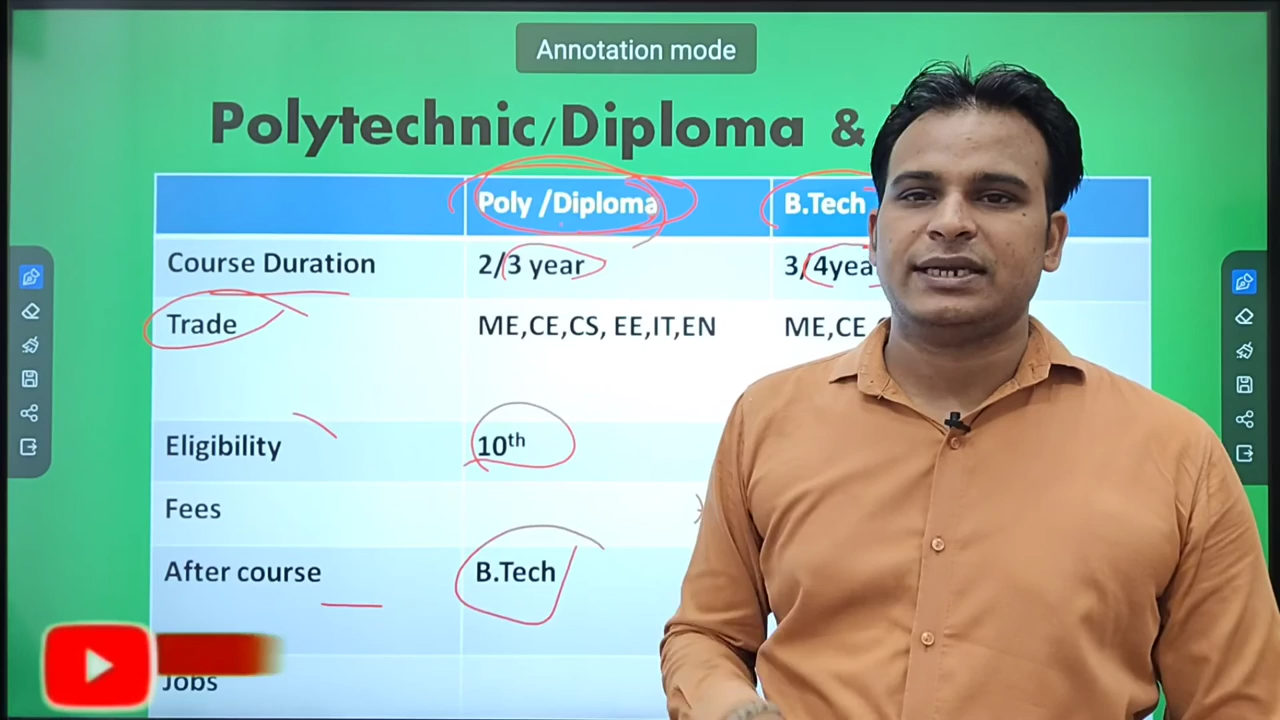 Annotation mode
Polytechnic/Diploma &
Poly /Diploma B.Tech
Course Duration 2/3 year 3/4yea
Trade ME,CE,CS, EE,IT,EN ME,CE
Eligibility 10th
Fees
After course B.Tech
Jobs